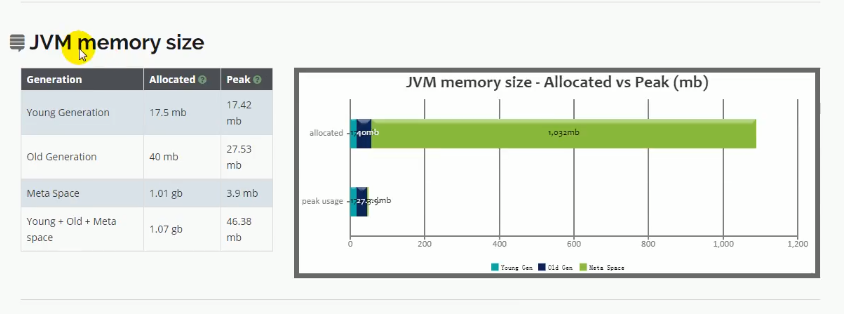 JVM memory size
Generation Allocated Peak
Young Generation 17.5 mb 17.42 mb
Old Generation 40 mb 27.53 mb
Meta Space 1.01 gb 3.9 mb
Young + Old + Meta space 1.07 gb 46.38 mb
JVM memory size - Allocated vs Peak (mb)
allocated 40mb 1,032mb
peak usage
0 200 400 600 800 1,000 1,200
Young Gen Old Gen Meta Space